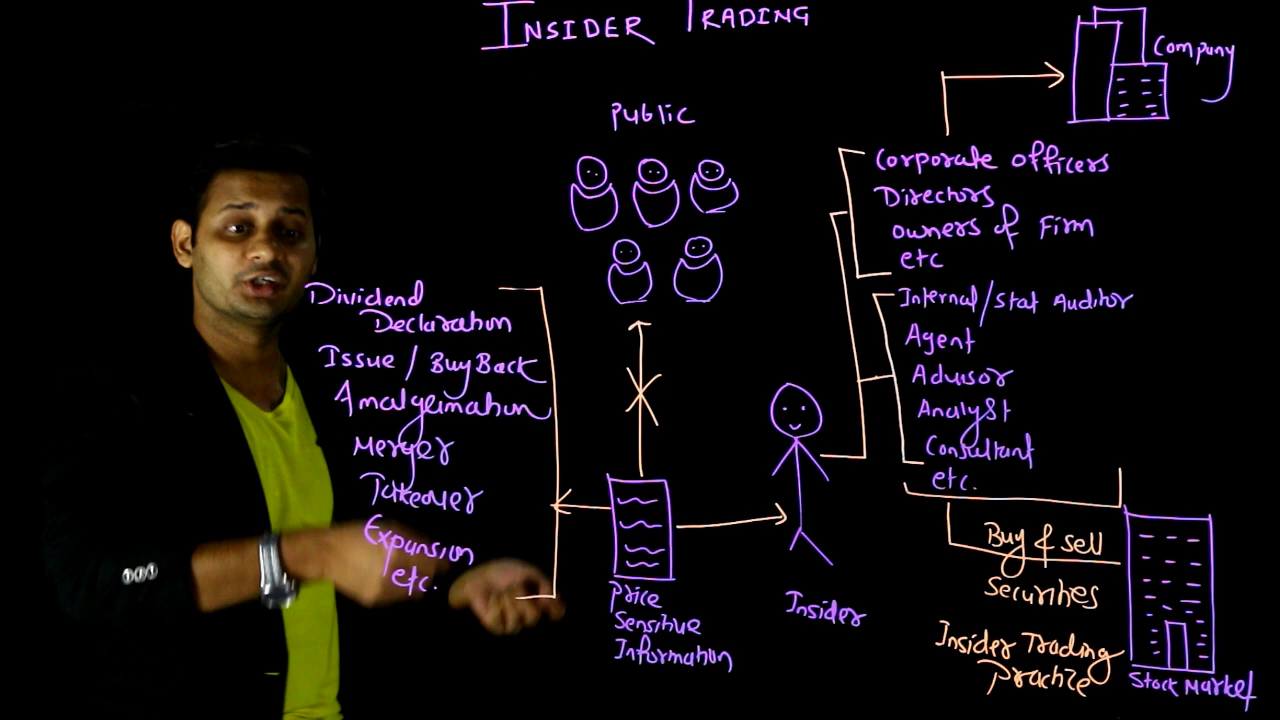 INSIDER TRADING
Company
Public
Corporate officers
Directors
owners of Firm
etc
Internal/Stat Auditor
Agent
Advisor
Analyst
Consultant
etc.
Dividend
Declaration
Issue / Buy Back
Amalgimation
Merger
Takeover
Expansion
etc.
Price
Sensitive
Information
Insider
Buy & sell
Securities
Insider Trading
Practice
Stock Market